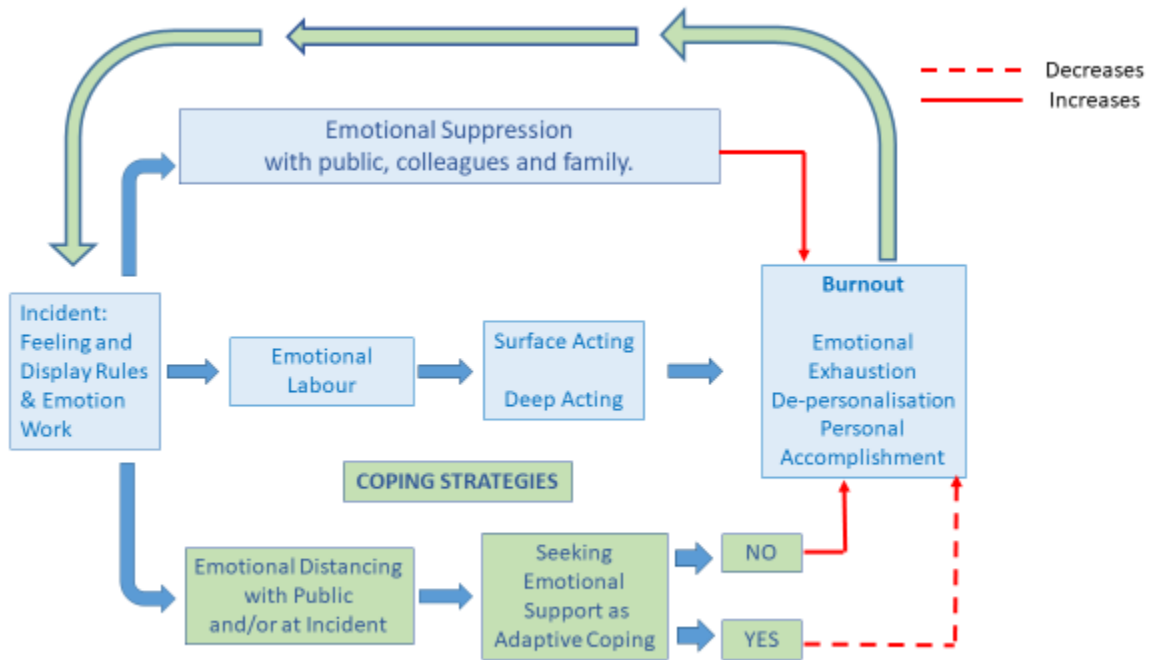 Decreases
Increases
Emotional Suppression
with public, colleagues and family.
Incident:
Feeling and
Display Rules
& Emotion
Work
Emotional
Labour
Surface Acting
Deep Acting
Burnout
Emotional
Exhaustion
De-personalisation
Personal
Accomplishment
COPING STRATEGIES
Emotional Distancing
with Public
and/or at Incident
Seeking
Emotional
Support as
Adaptive Coping
NO
YES